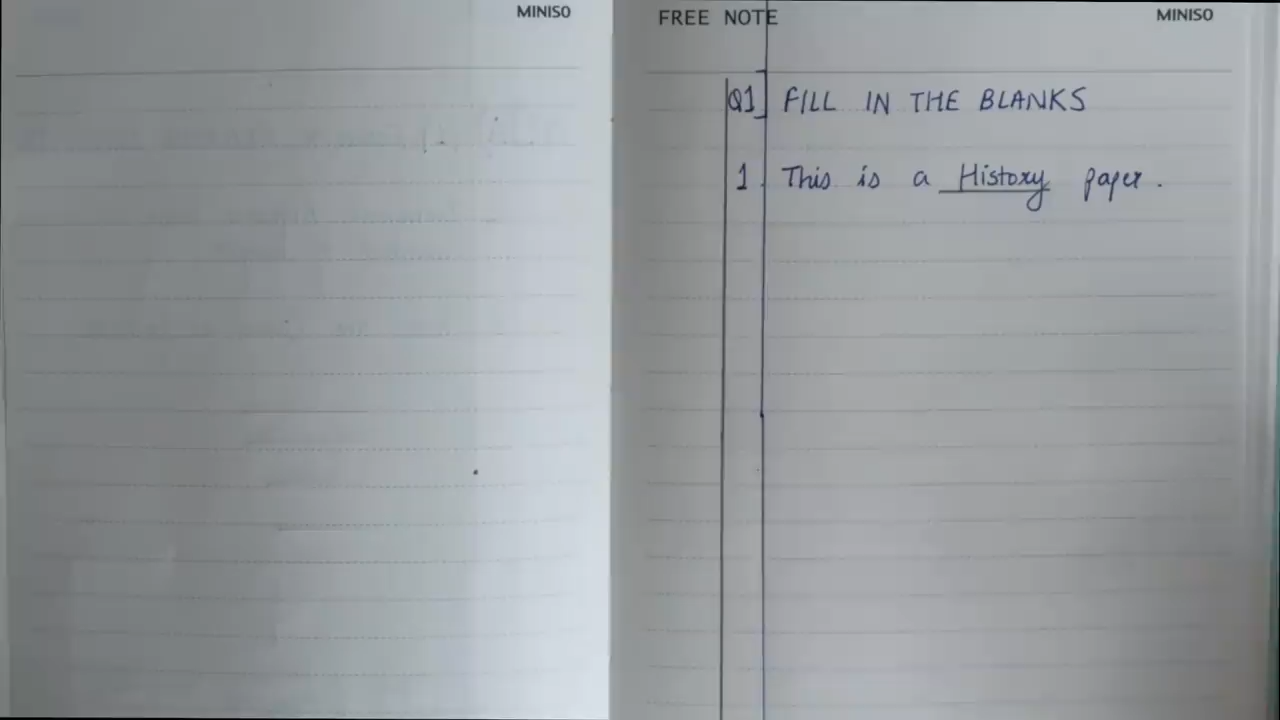 MINISO
FREE NOTE MINISO
Q1] FILL IN THE BLANKS
1. This is a History paper.